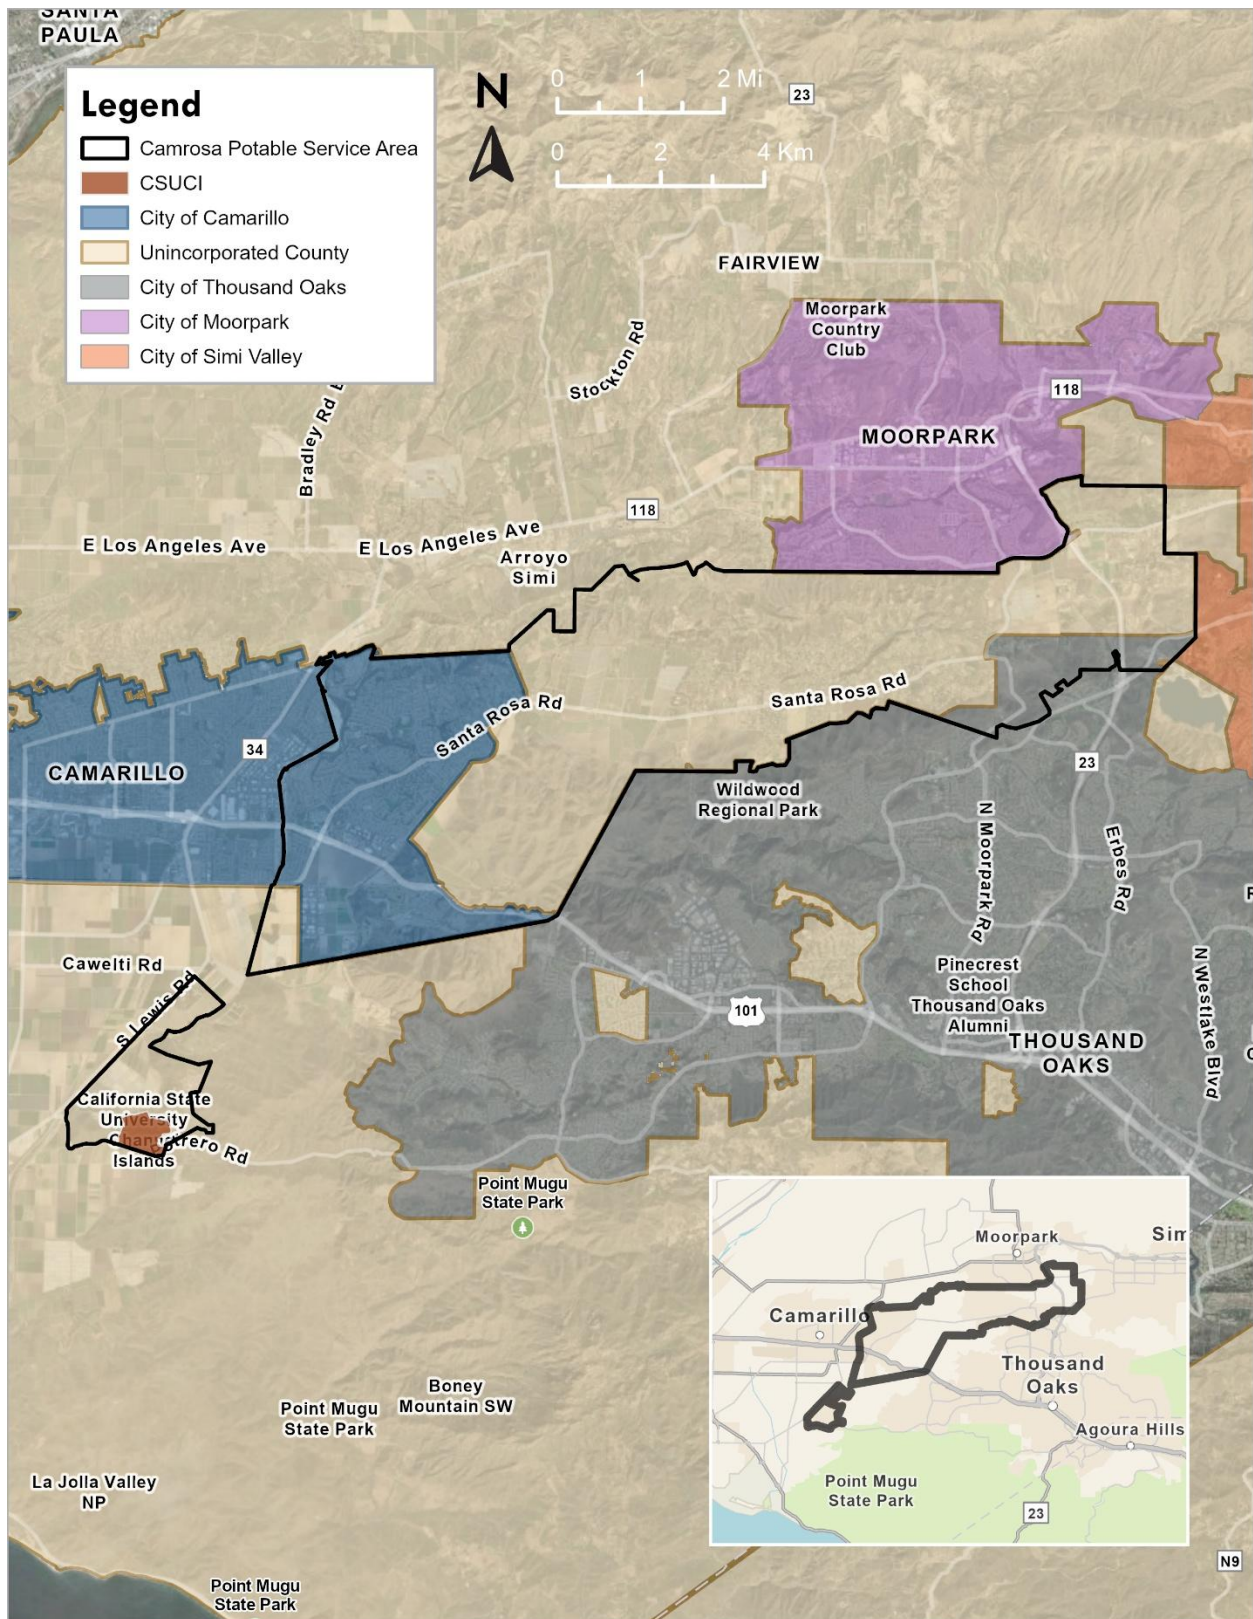 SANTA
PAULA
Legend
Camrosa Potable Service Area
CSUCI
City of Camarillo
Unincorporated County
City of Thousand Oaks
City of Moorpark
City of Simi Valley
N
0 1 2 Mi
0 2 4 Km
23
FAIRVIEW
Moorpark
Country
Club
Stockton Rd
Bradley Rd
118
MOORPARK
118
E Los Angeles Ave
E Los Angeles Ave
Arroyo
Simi
Santa Rosa Rd
Santa Rosa Rd
34
CAMARILLO
23
Wildwood
Regional Park
N Moorpark Rd
Erbes Rd
Cawelti Rd
S Lewis Rd
N Westlake Blvd
Pinecrest
School
Thousand Oaks
Alumni
101
THOUSAND
OAKS
California State
University
Channel
Islands
Potrero Rd
Point Mugu
State Park
Moorpark
Sim
Camarillo
Thousand
Oaks
Agoura Hills
Point Mugu
State Park
23
Boney
Mountain SW
Point Mugu
State Park
La Jolla Valley
NP
Point Mugu
State Park
N9